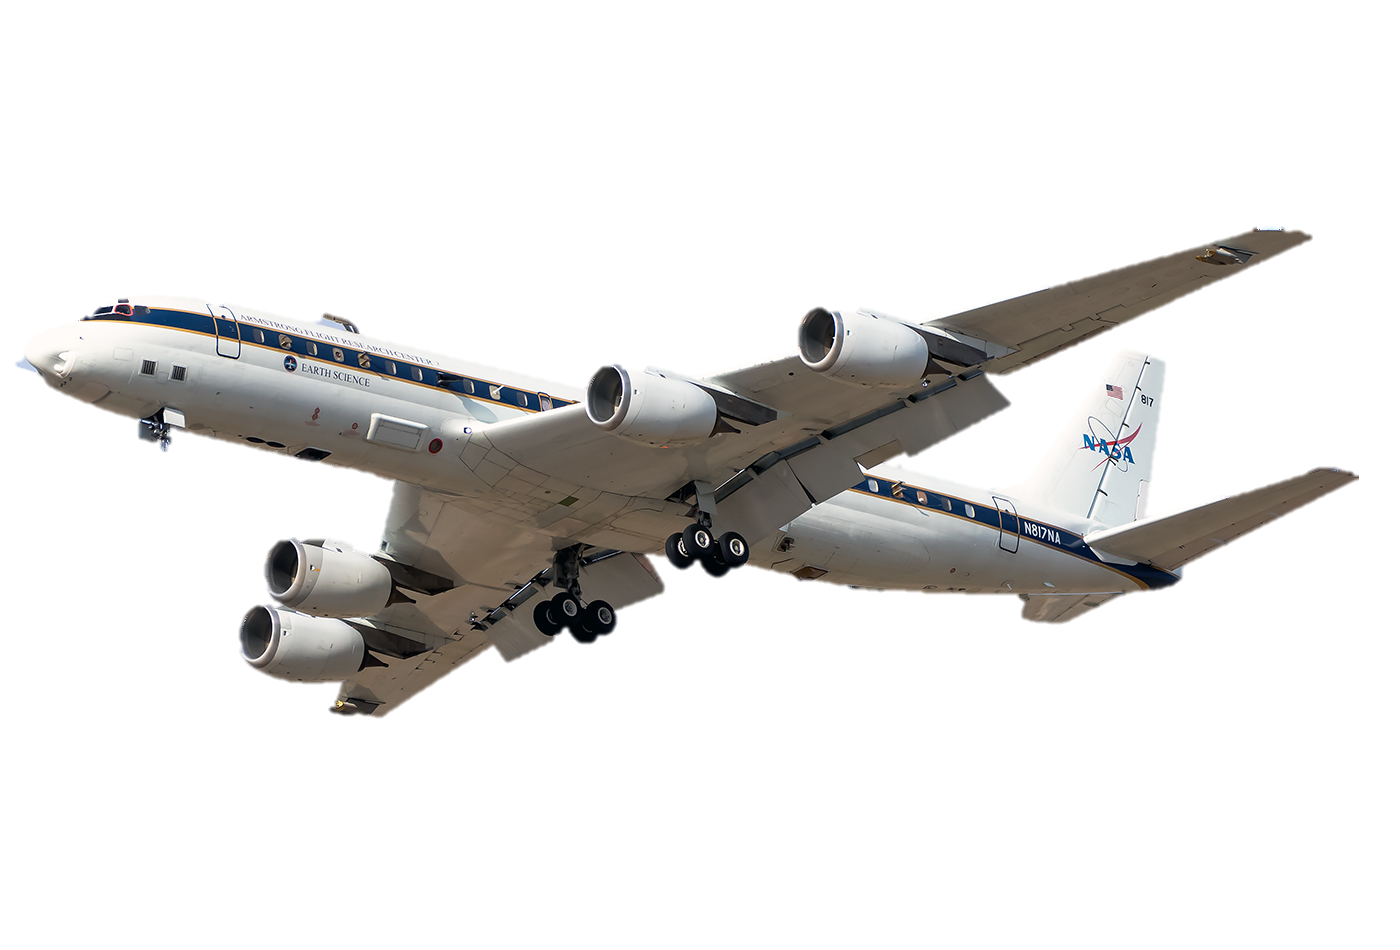 ARMSTRONG FLIGHT RESEARCH CENTER
EARTH SCIENCE
817
NASA
N817NA